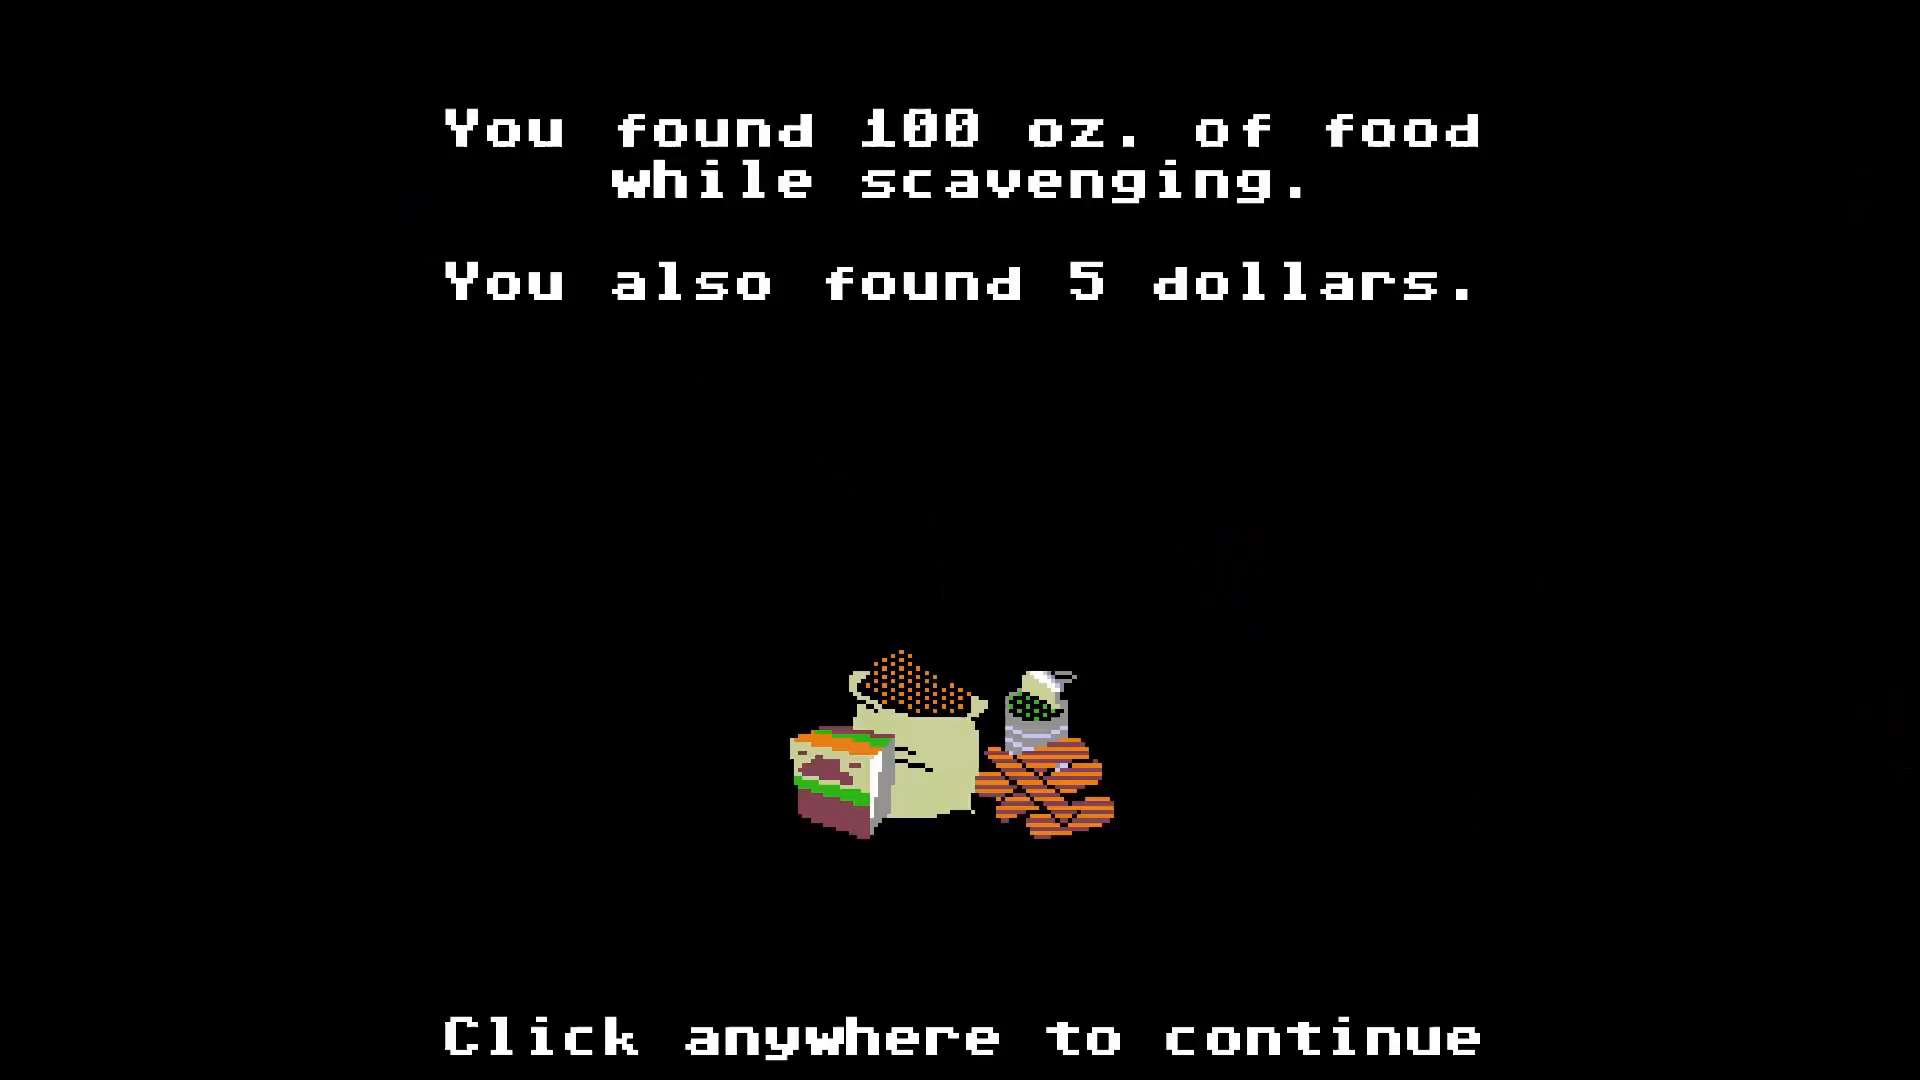 You found 100 oz. of food
while scavenging.
You also found 5 dollars.
Click anywhere to continue